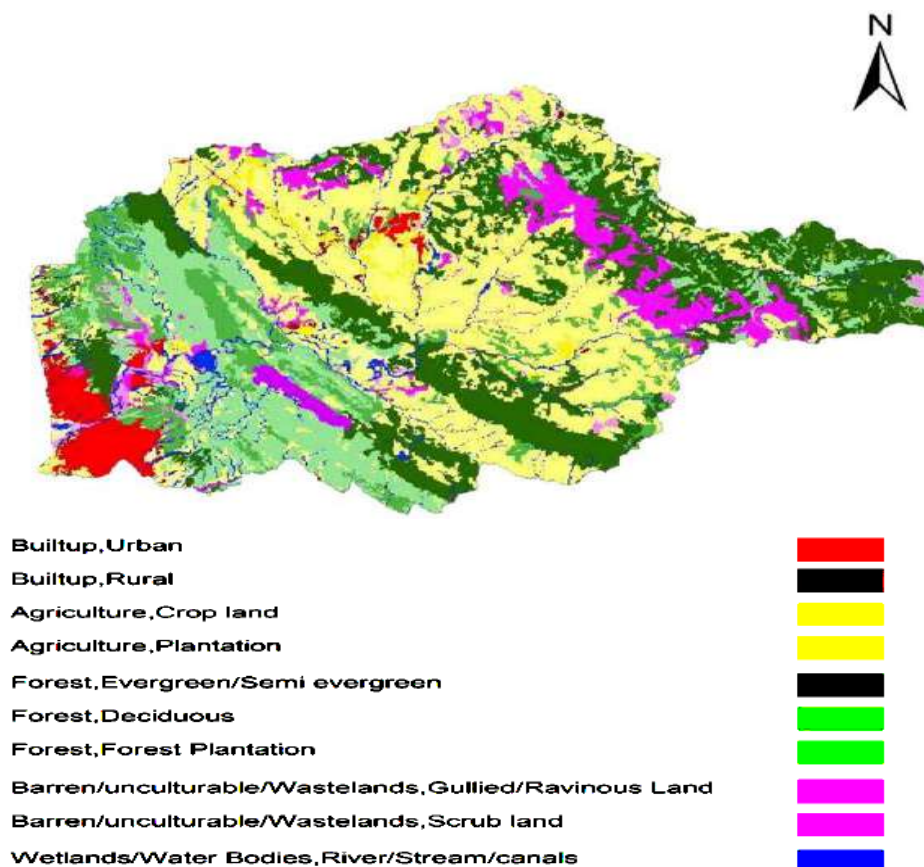 N
Builtup,Urban
Builtup,Rural
Agriculture,Crop land
Agriculture,Plantation
Forest,Evergreen/Semi evergreen
Forest,Deciduous
Forest,Forest Plantation
Barren/unculturable/Wastelands,Gullied/Ravinous Land
Barren/unculturable/Wastelands,Scrub land
Wetlands/Water Bodies,River/Stream/canals